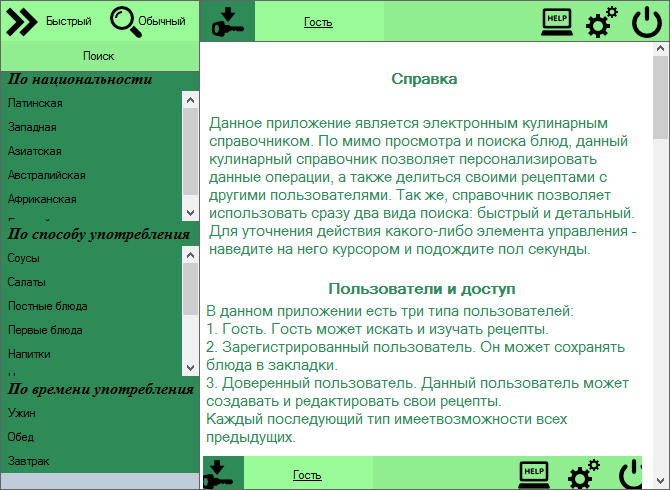 Быстрый
Обычный
Гость
HELP
Поиск
По национальности
Патинская
Западная
Азиатская
Австралийская
Африканская
По способу употребления
Соусы
Салаты
Постные блюда
Первые блюда
Напитки
По времени употребления
Ужин
Обед
Завтрак
Справка
Данное приложение является электронным кулинарным
справочником. По мимо просмотра и поиска блюд, данный
кулинарный справочник позволяет персонализировать
данные операции, а также делиться своими рецептами с
другими пользователями. Так же, справочник позволяет
использовать сразу два вида поиска: быстрый и детальный.
Для уточнения действия какого-либо элемента управления -
наведите на него курсором и подождите пол секунды.
Пользователи и доступ
В данном приложении есть три типа пользователей:
1. Гость. Гость может искать и изучать рецепты.
2. Зарегистрированный пользователь. Он может сохранять
блюда в закладки.
3. Доверенный пользователь. Данный пользователь может
создавать и редактировать свои рецепты.
Каждый последующий тип имеетвозможности всех
предыдущих.
Гость
HELP